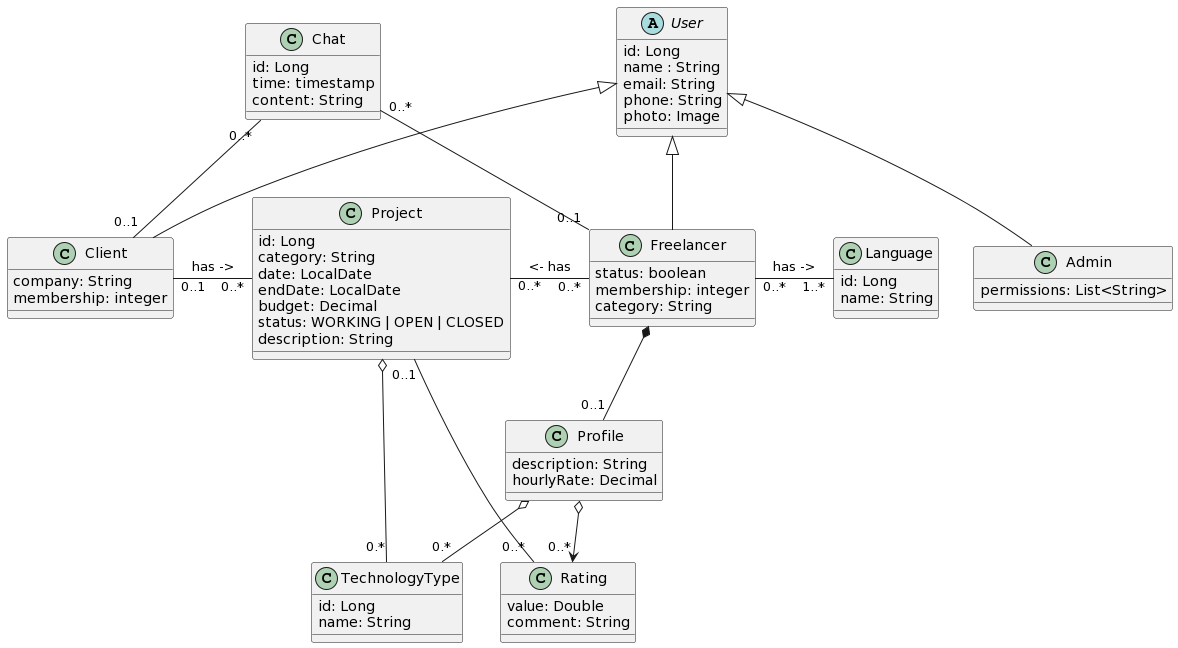 C Chat
id: Long
time: timestamp
content: String
A User
id: Long
name : String
email: String
phone: String
photo: Image
0..*
0..*
0..1
0..1
C Client
company: String
membership: integer
has ->
0..1 0..*
C Project
id: Long
category: String
date: LocalDate
endDate: LocalDate
budget: Decimal
status: WORKING | OPEN | CLOSED
description: String
<- has
0..* 0..*
C Freelancer
status: boolean
membership: integer
category: String
has ->
0..* 1..*
C Language
id: Long
name: String
C Admin
permissions: List<String>
0..1
0..1
C Profile
description: String
hourlyRate: Decimal
0.*
0.*
0..*
0..*
C TechnologyType
id: Long
name: String
C Rating
value: Double
comment: String